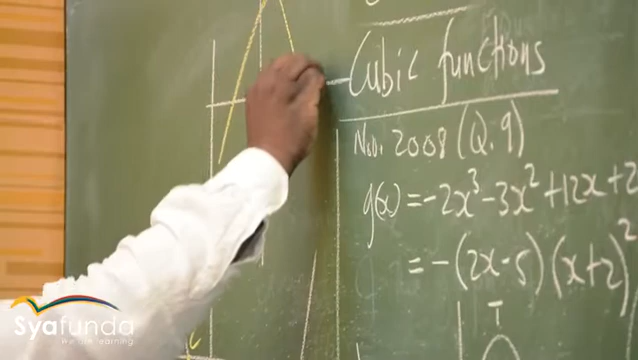 Cubic functions
Nov. 2008 (Q. 9)
g(x) = -2x³ - 3x² + 12x + 2
= -(2x - 5)(x + 2)²
T
Syafunda
We are learning